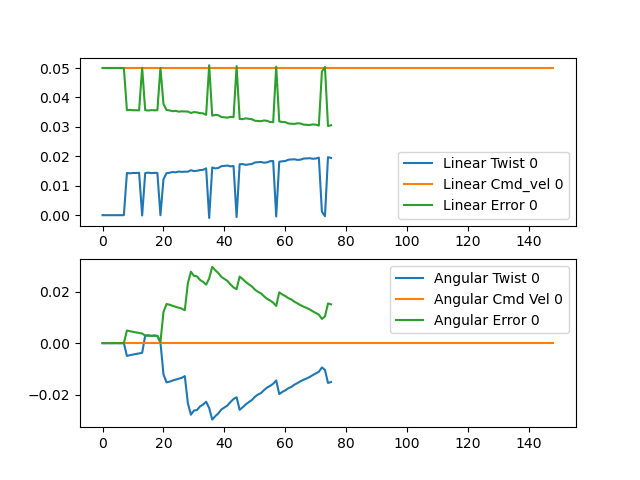 0.05
0.04
0.03
0.02
0.01
0.00
Linear Twist 0
Linear Cmd_vel 0
Linear Error 0
0 20 40 60 80 100 120 140
0.02
0.00
−0.02
Angular Twist 0
Angular Cmd Vel 0
Angular Error 0
0 20 40 60 80 100 120 140